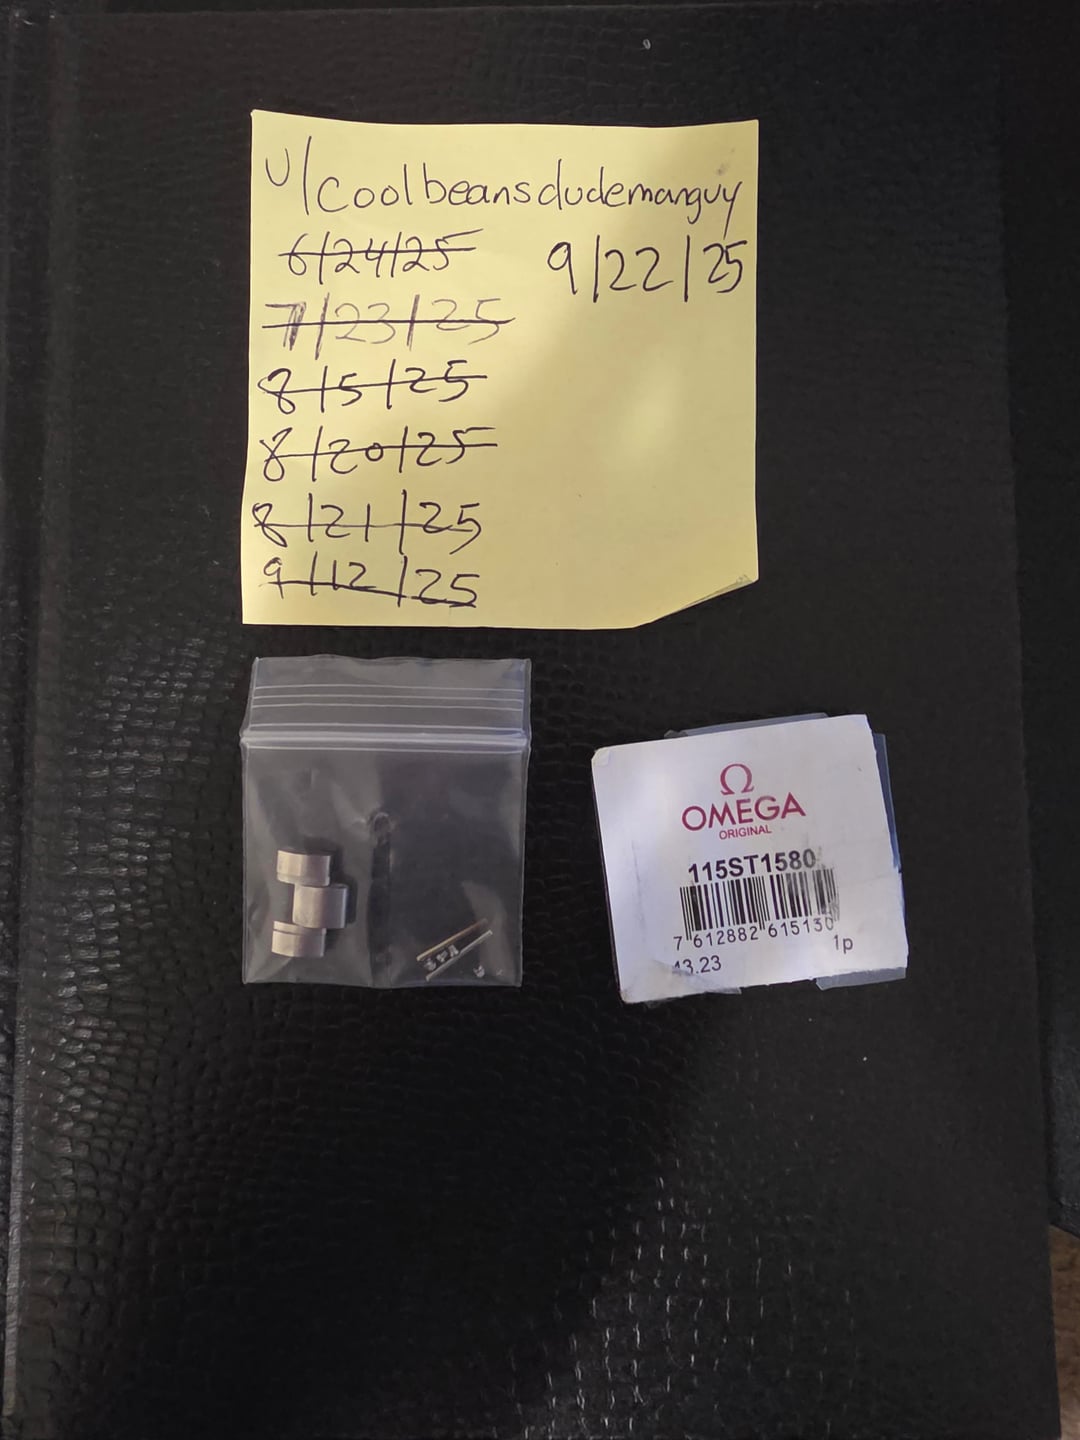 u/coolbeansdudemanguy
6/24/25
9/22/25
7/23/25
8/5/25
8/20/25
8/21/25
9/12/25
Ω
OMEGA
ORIGINAL
115ST1580
7 612882 615130
1p
43.23